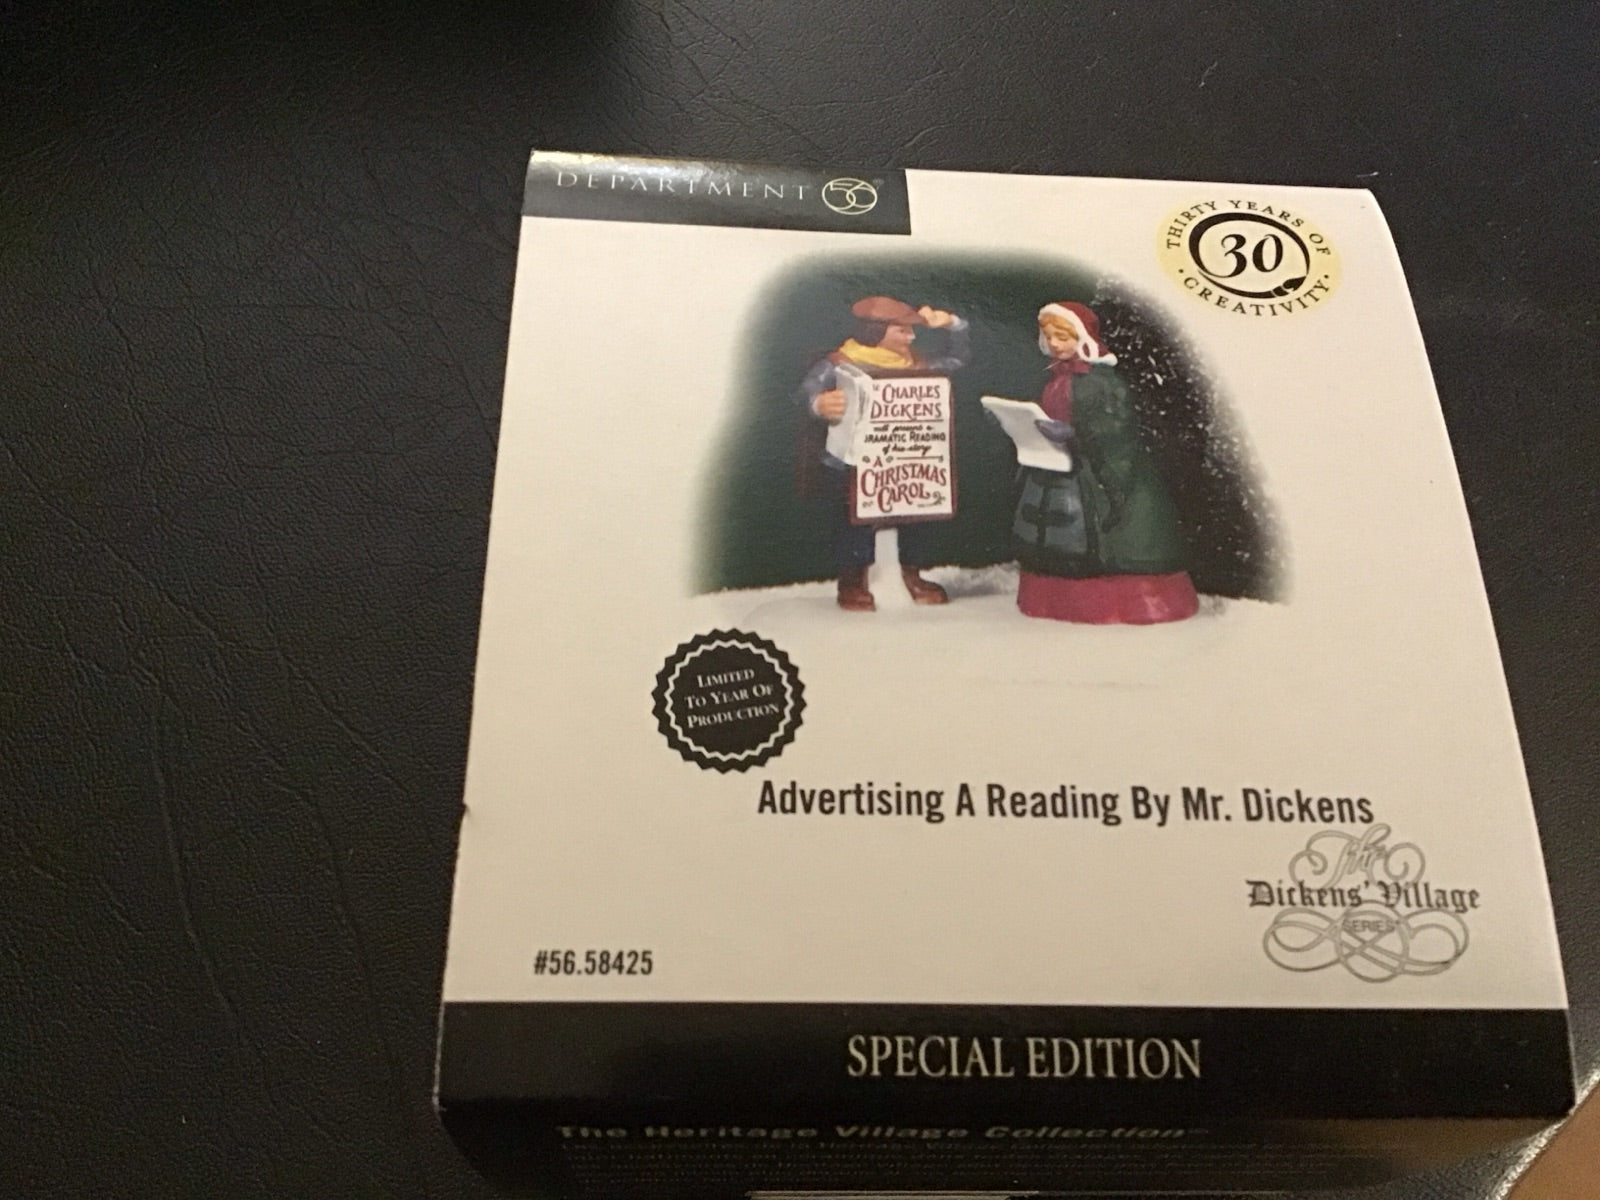 DEPARTMENT 56®
THIRTY YEARS OF
30
· CREATIVITY ·
CHARLES
DICKENS
will present a
DRAMATIC READING
of his story
A
CHRISTMAS
CAROL
LIMITED
TO YEAR OF
PRODUCTION
Advertising A Reading By Mr. Dickens
The
Dickens' Village
SERIES®
#56.58425
SPECIAL EDITION
The Heritage Village Collection™